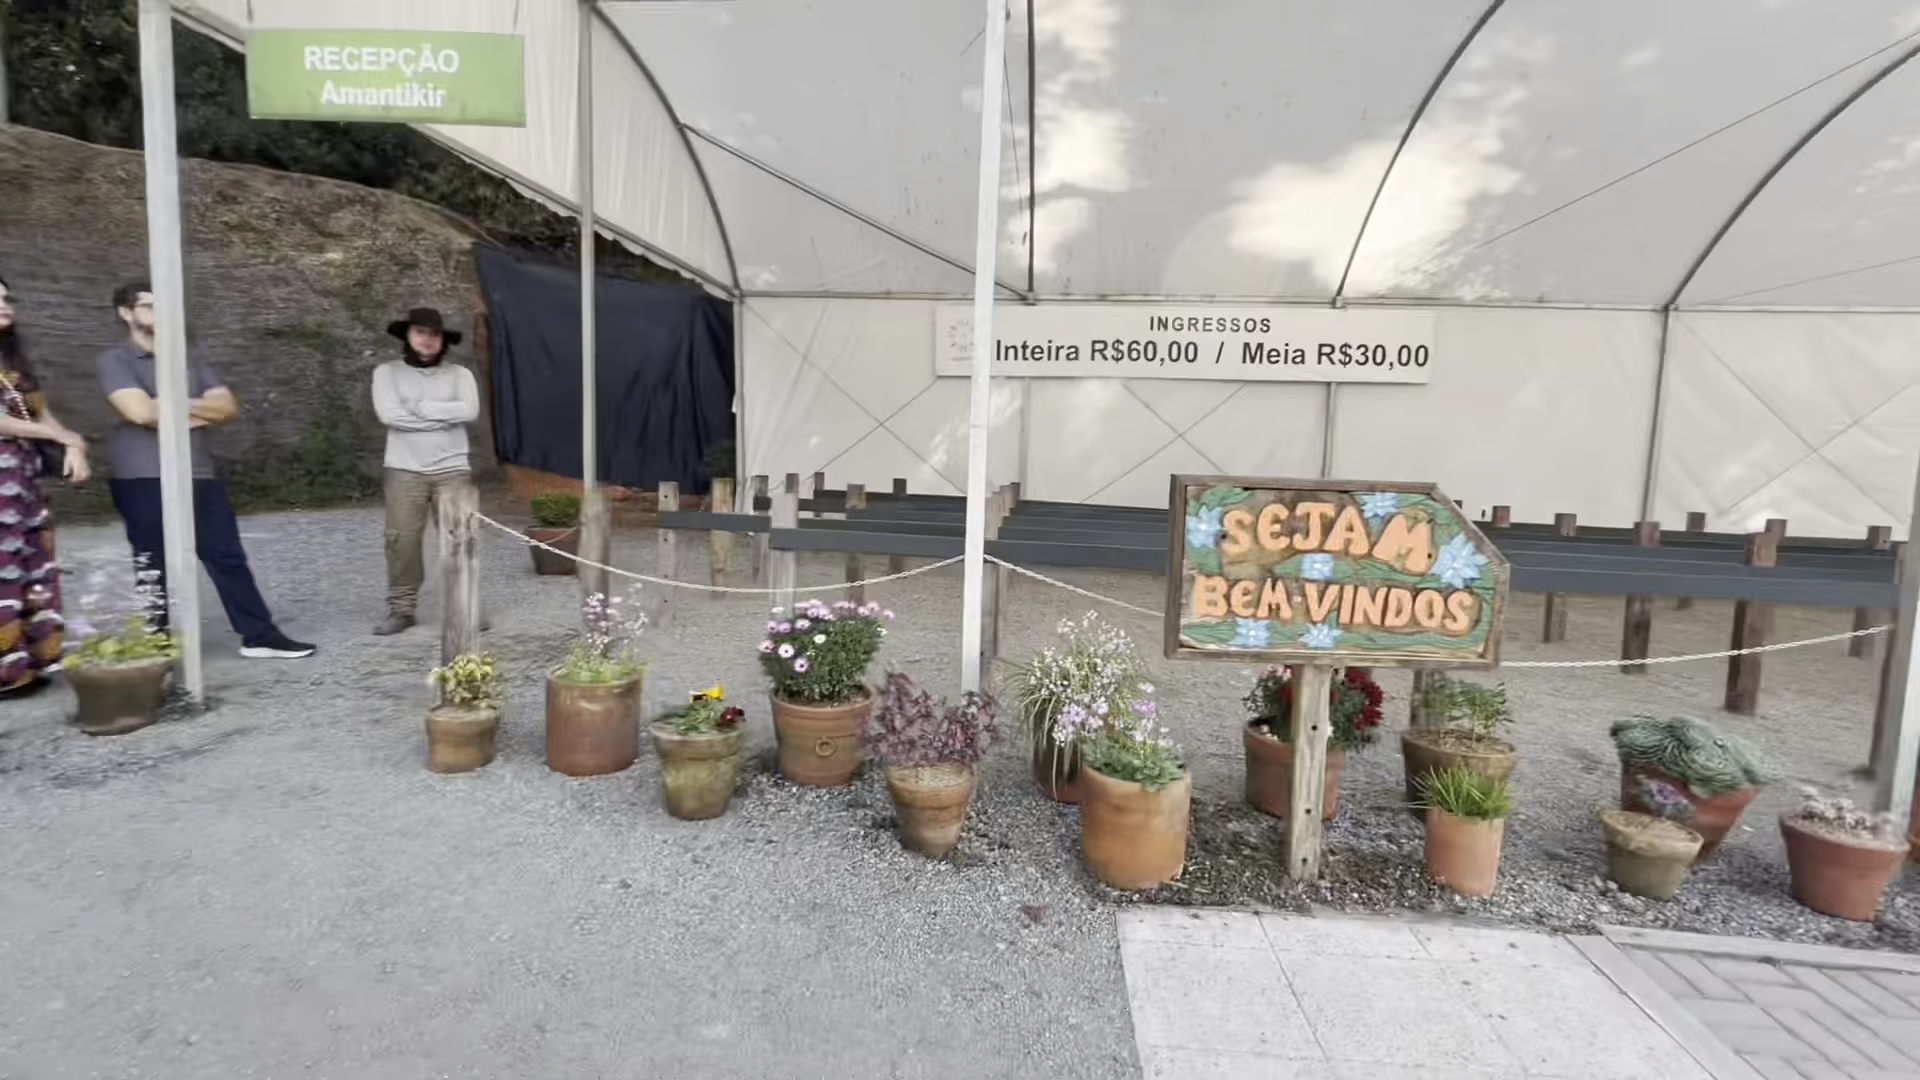 RECEPÇÃO
Amantikir
INGRESSOS
Inteira R$60,00 / Meia R$30,00
SEJAM
BEM-VINDOS